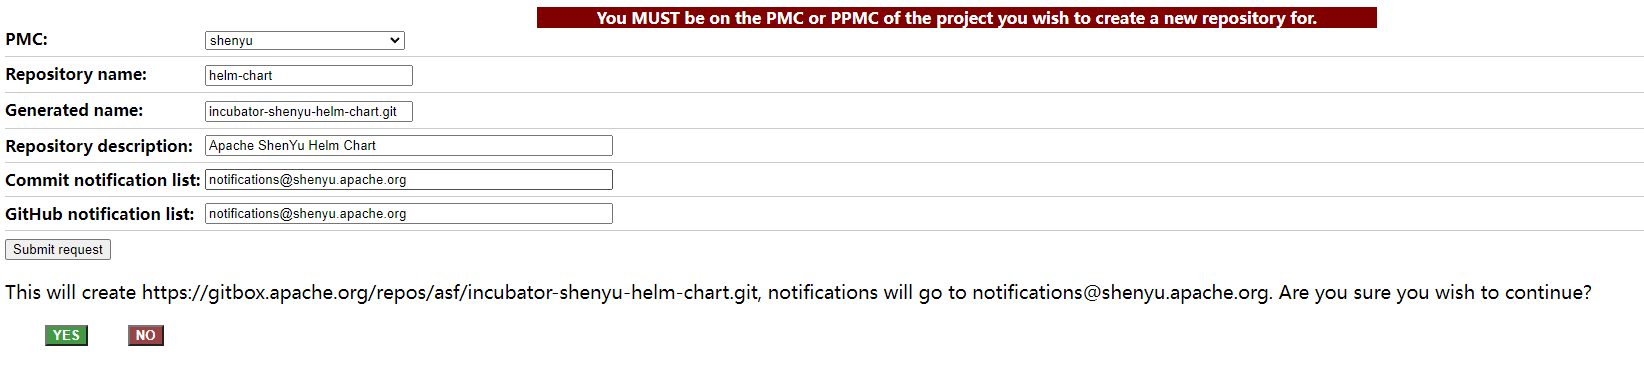 You MUST be on the PMC or PPMC of the project you wish to create a new repository for.
PMC: shenyu
Repository name: helm-chart
Generated name: incubator-shenyu-helm-chart.git
Repository description: Apache ShenYu Helm Chart
Commit notification list: notifications@shenyu.apache.org
GitHub notification list: notifications@shenyu.apache.org
Submit request
This will create https://gitbox.apache.org/repos/asf/incubator-shenyu-helm-chart.git, notifications will go to notifications@shenyu.apache.org. Are you sure you wish to continue?
YES NO